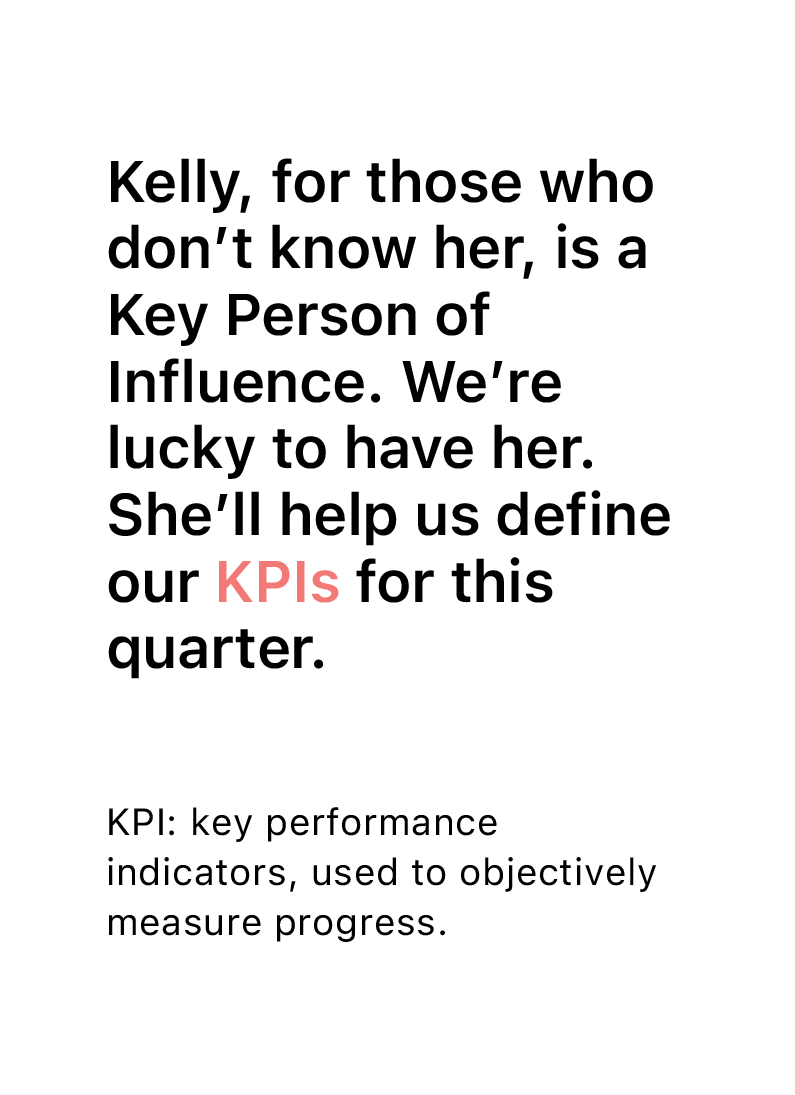 Kelly, for those who
don’t know her, is a
Key Person of
Influence. We’re
lucky to have her.
She’ll help us define
our KPIs for this
quarter.
KPI: key performance
indicators, used to objectively
measure progress.